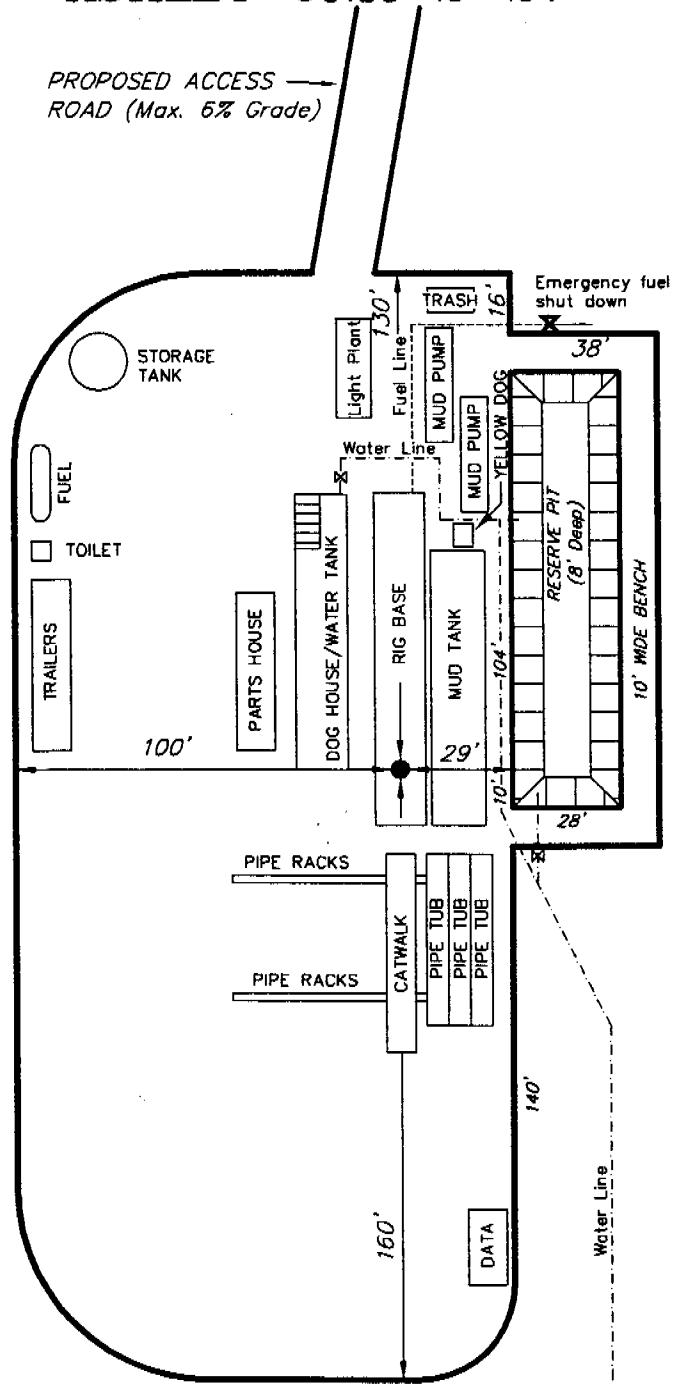 PROPOSED ACCESS
ROAD (Max. 6% Grade)
Emergency fuel
shut down
TRASH
16'
130'
38'
STORAGE
TANK
Light Plant
Fuel Line
MUD PUMP
MUD PUMP
YELLOW DOG
Water Line
FUEL
TOILET
TRAILERS
PARTS HOUSE
DOG HOUSE/WATER TANK
RIG BASE
MUD TANK
104'
RESERVE PIT
(8' Deep)
10' WIDE BENCH
100'
29'
10'
28'
PIPE RACKS
CATWALK
PIPE TUB
PIPE TUB
PIPE TUB
PIPE RACKS
140'
160'
DATA
Water Line